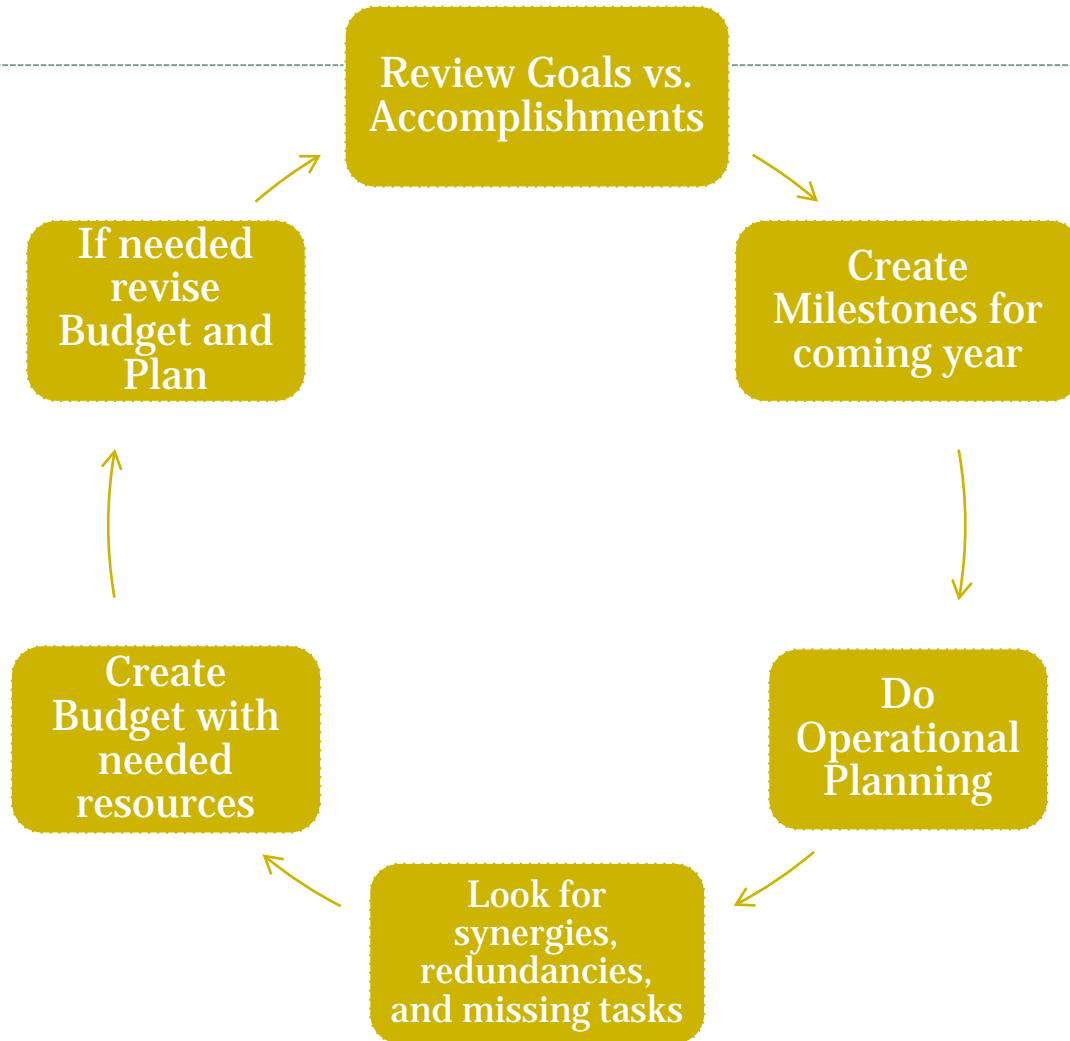 Review Goals vs.
Accomplishments
Create
Milestones for
coming year
Do
Operational
Planning
Look for
synergies,
redundancies,
and missing tasks
Create
Budget with
needed
resources
If needed
revise
Budget and
Plan